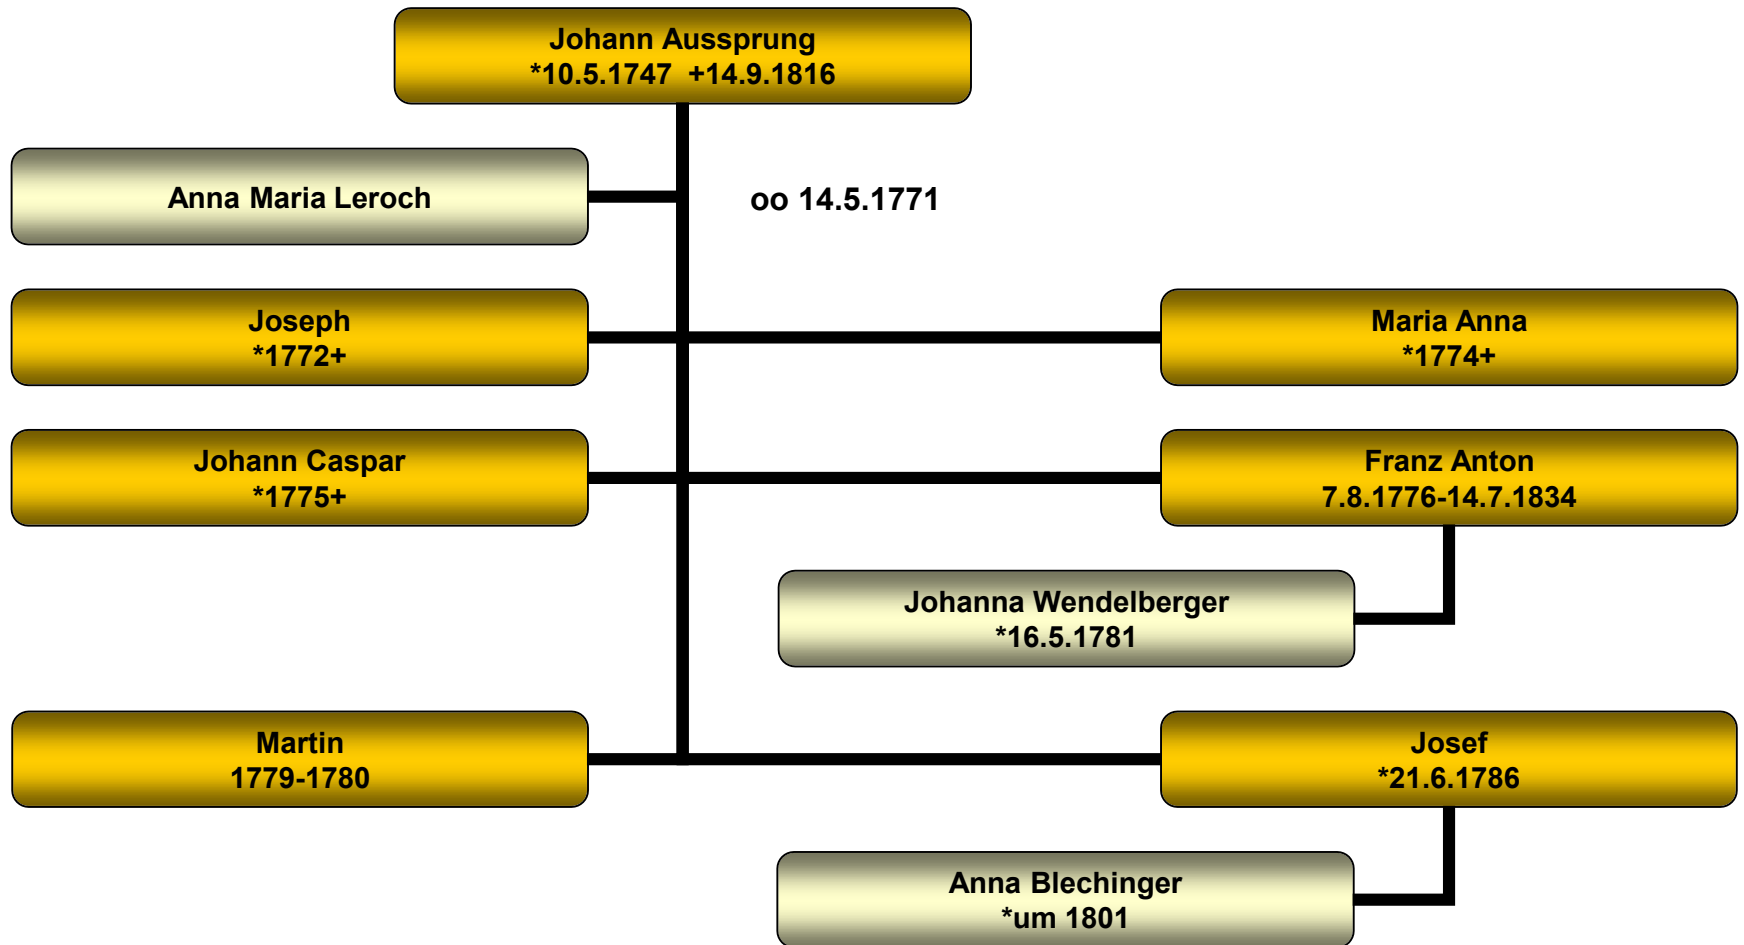 Johann Aussprung
*10.5.1747  +14.9.1816
Anna Maria Leroch
oo 14.5.1771
Joseph
*1772+
Maria Anna
*1774+
Johann Caspar
*1775+
Franz Anton
7.8.1776-14.7.1834
Johanna Wendelberger
*16.5.1781
Martin
1779-1780
Josef
*21.6.1786
Anna Blechinger
*um 1801